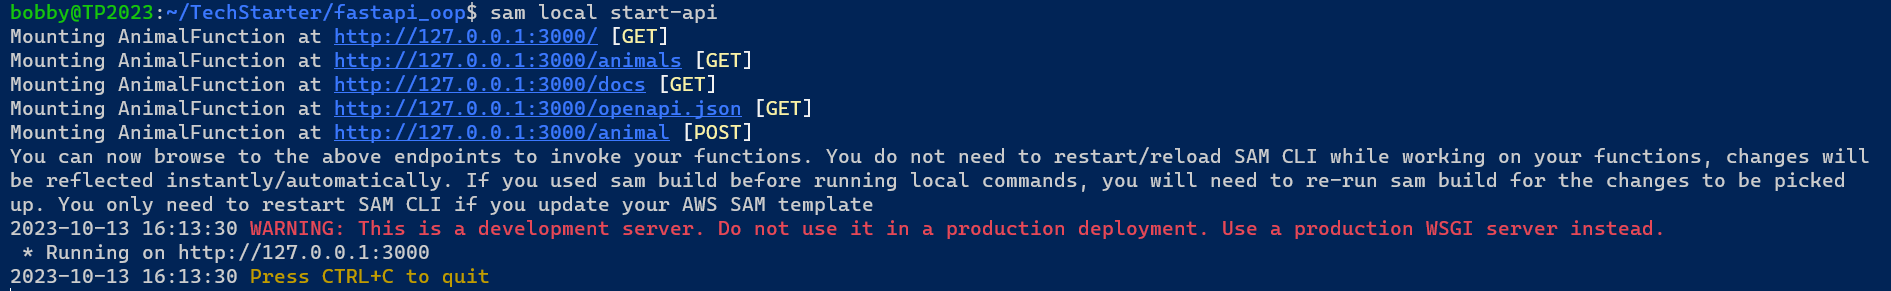 bobby@TP2023:~/TechStarter/fastapi_oop$ sam local start-api
Mounting AnimalFunction at http://127.0.0.1:3000/ [GET]
Mounting AnimalFunction at http://127.0.0.1:3000/animals [GET]
Mounting AnimalFunction at http://127.0.0.1:3000/docs [GET]
Mounting AnimalFunction at http://127.0.0.1:3000/openapi.json [GET]
Mounting AnimalFunction at http://127.0.0.1:3000/animal [POST]
You can now browse to the above endpoints to invoke your functions. You do not need to restart/reload SAM CLI while working on your functions, changes will
be reflected instantly/automatically. If you used sam build before running local commands, you will need to re-run sam build for the changes to be picked
up. You only need to restart SAM CLI if you update your AWS SAM template
2023-10-13 16:13:30 WARNING: This is a development server. Do not use it in a production deployment. Use a production WSGI server instead.
 * Running on http://127.0.0.1:3000
2023-10-13 16:13:30 Press CTRL+C to quit